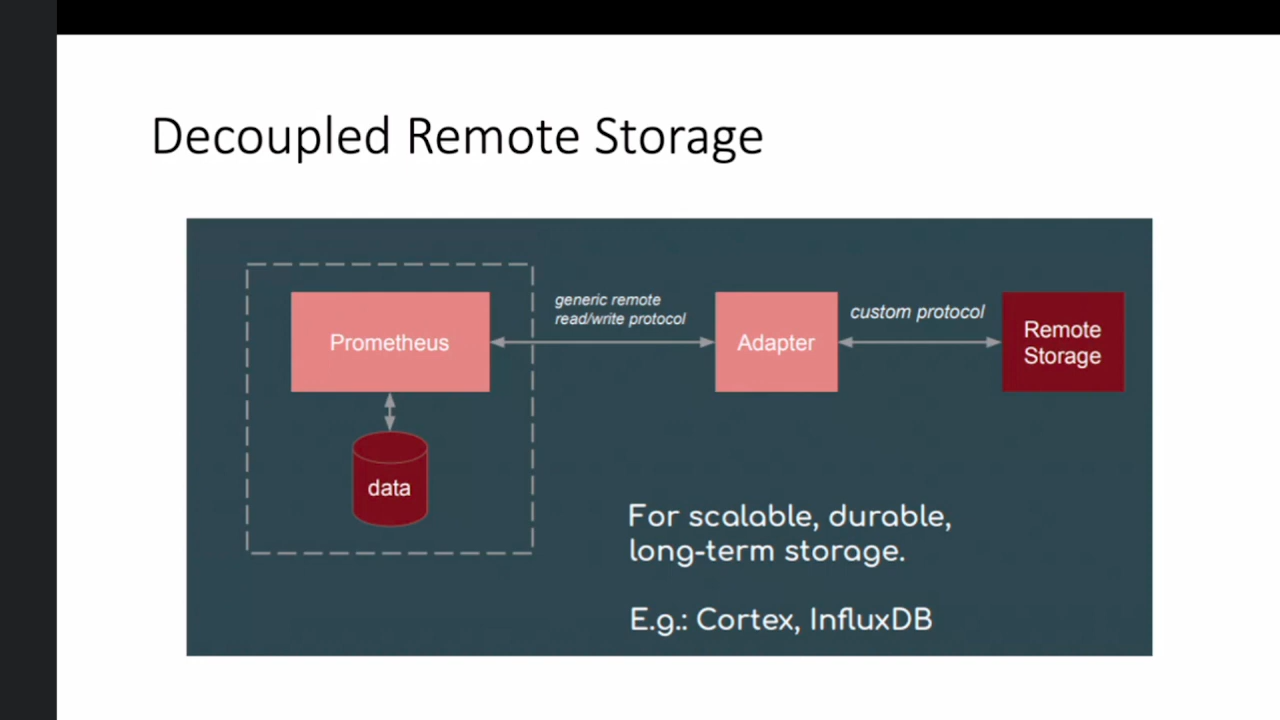 Decoupled Remote Storage
generic remote
read/write protocol
custom protocol
Prometheus
Adapter
Remote
Storage
data
For scalable, durable,
long-term storage.
E.g.: Cortex, InfluxDB